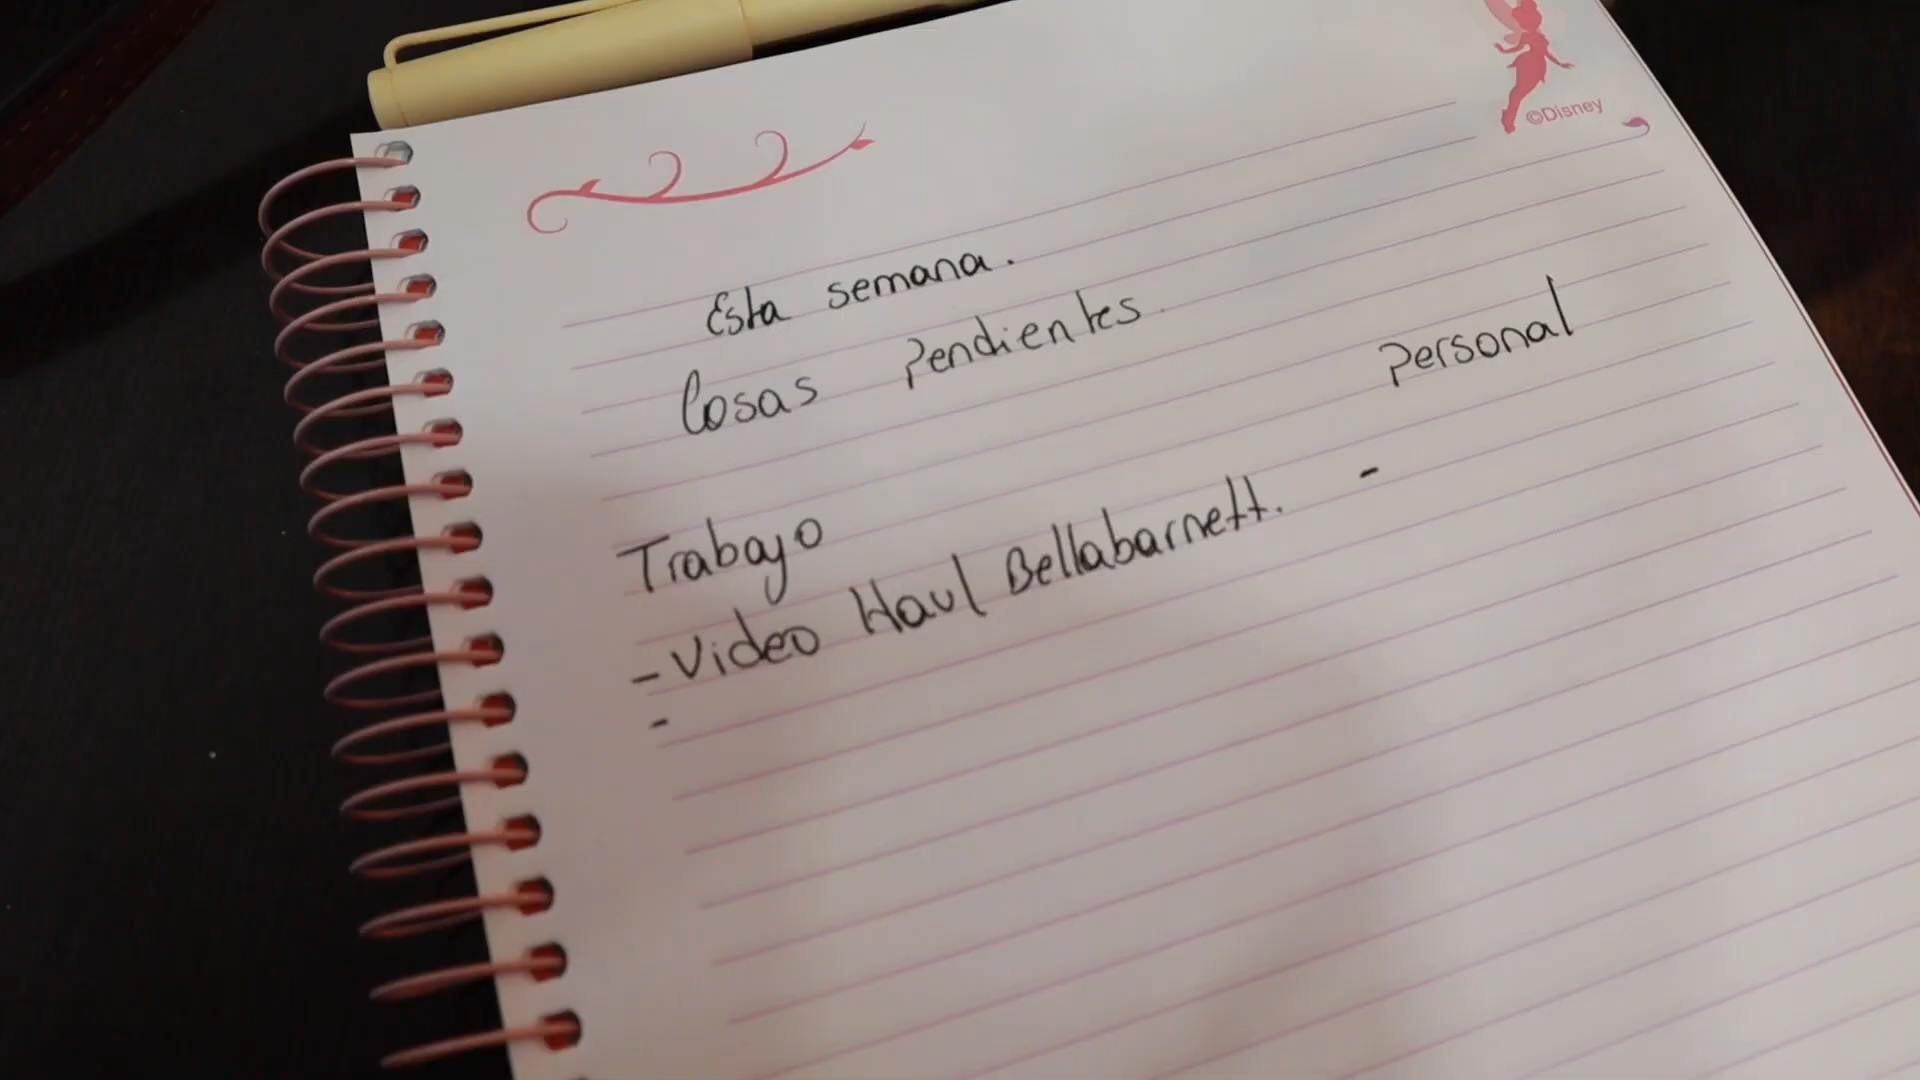 ©Disney
Esta semana.
Cosas Pendientes.
Trabajo
Personal
- Video Haul Bellabarnett.
-
-